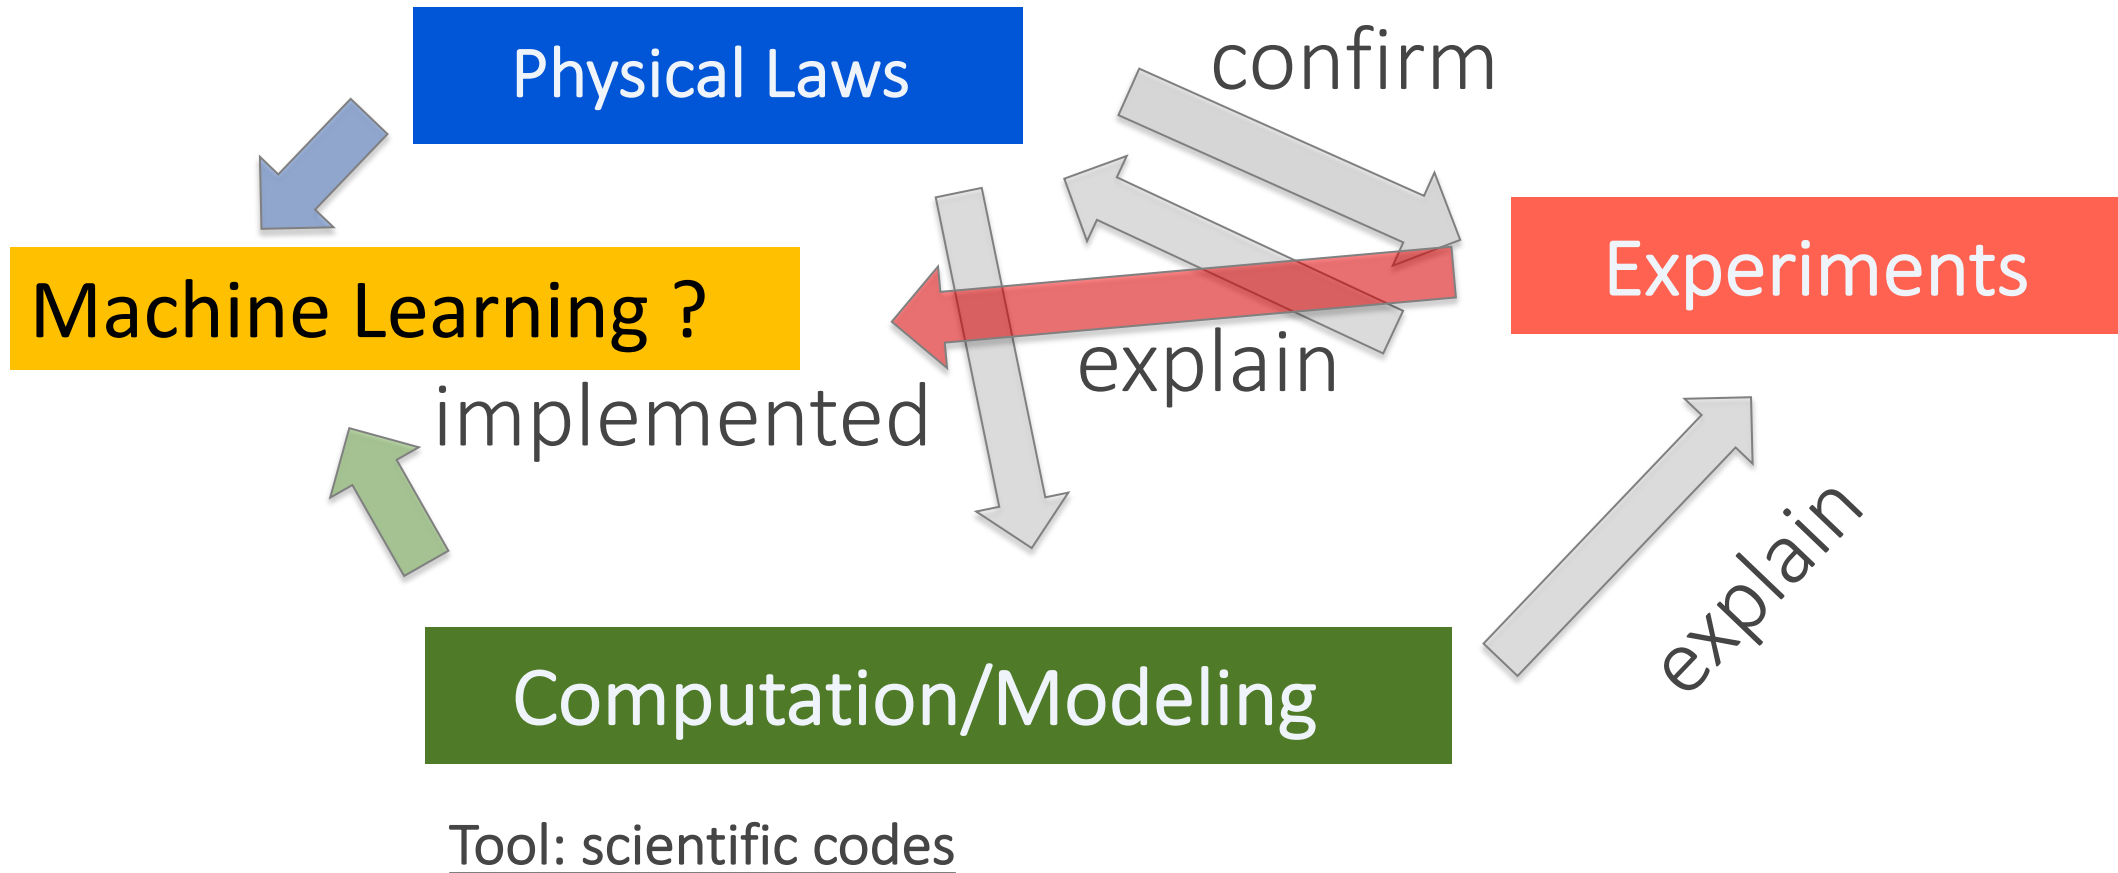 Physical Laws
confirm
Experiments
Machine Learning ?
explain
implemented
explain
Computation/Modeling
Tool: scientific codes